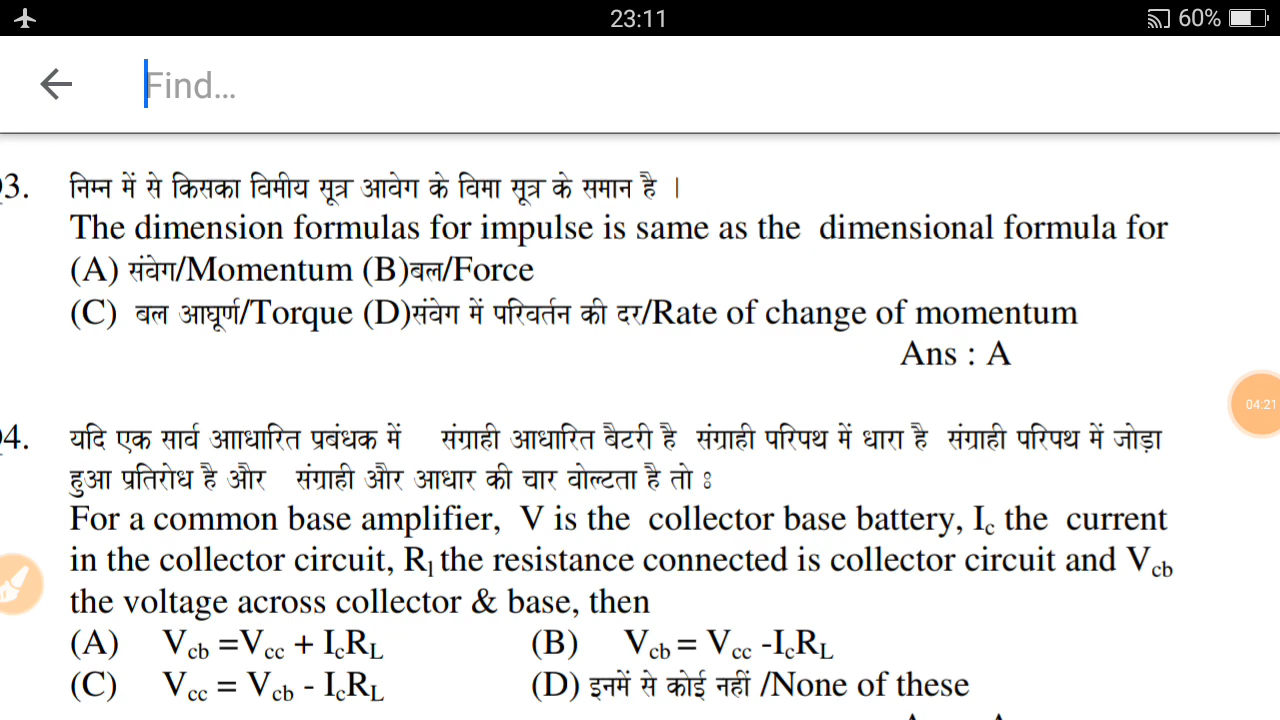 23:11
60%
Find...
3. निम्न में से किसका विमीय सूत्र आवेग के विमा सूत्र के समान है ।
The dimension formulas for impulse is same as the dimensional formula for
(A) संवेग/Momentum (B)बल/Force
(C) बल आघूर्ण/Torque (D)संवेग में परिवर्तन की दर/Rate of change of momentum
Ans : A
04:21
4. यदि एक सार्व आाधारित प्रबंधक में संग्राही आधारित बैटरी है संग्राही परिपथ में धारा है संग्राही परिपथ में जोड़ा
हुआ प्रतिरोध है और संग्राही और आधार की चार वोल्टता है तो ः
For a common base amplifier, V is the collector base battery, Ic the current
in the collector circuit, Rl the resistance connected is collector circuit and Vcb
the voltage across collector & base, then
(A) Vcb =Vcc + IcRL (B) Vcb = Vcc -IcRL
(C) Vcc = Vcb - IcRL (D) इनमें से कोई नहीं /None of these